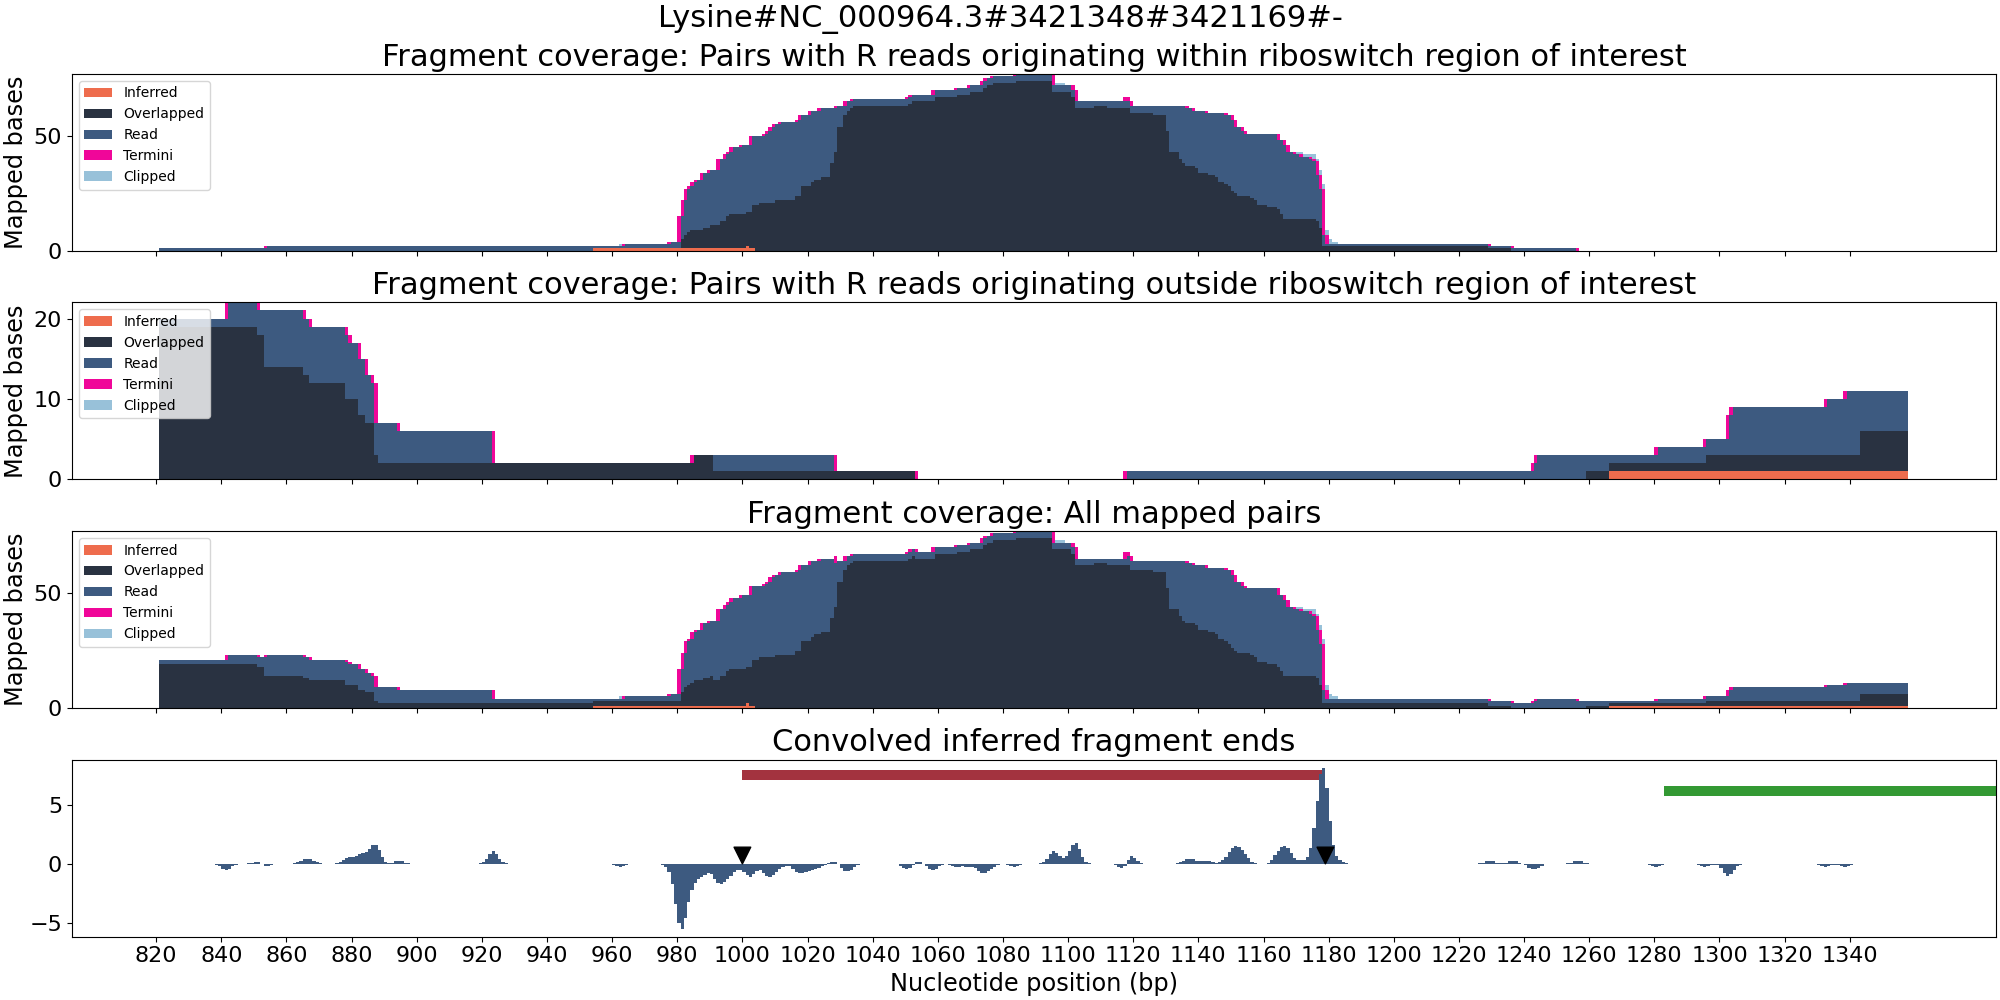 Lysine#NC_000964.3#3421348#3421169#-
Fragment coverage: Pairs with R reads originating within riboswitch region of interest
Mapped bases
50
0
Inferred
Overlapped
Read
Termini
Clipped
Fragment coverage: Pairs with R reads originating outside riboswitch region of interest
Mapped bases
20
10
0
Inferred
Overlapped
Read
Termini
Clipped
Fragment coverage: All mapped pairs
Mapped bases
50
0
Inferred
Overlapped
Read
Termini
Clipped
Convolved inferred fragment ends
5
0
−5
820 840 860 880 900 920 940 960 980 1000 1020 1040 1060 1080 1100 1120 1140 1160 1180 1200 1220 1240 1260 1280 1300 1320 1340
Nucleotide position (bp)